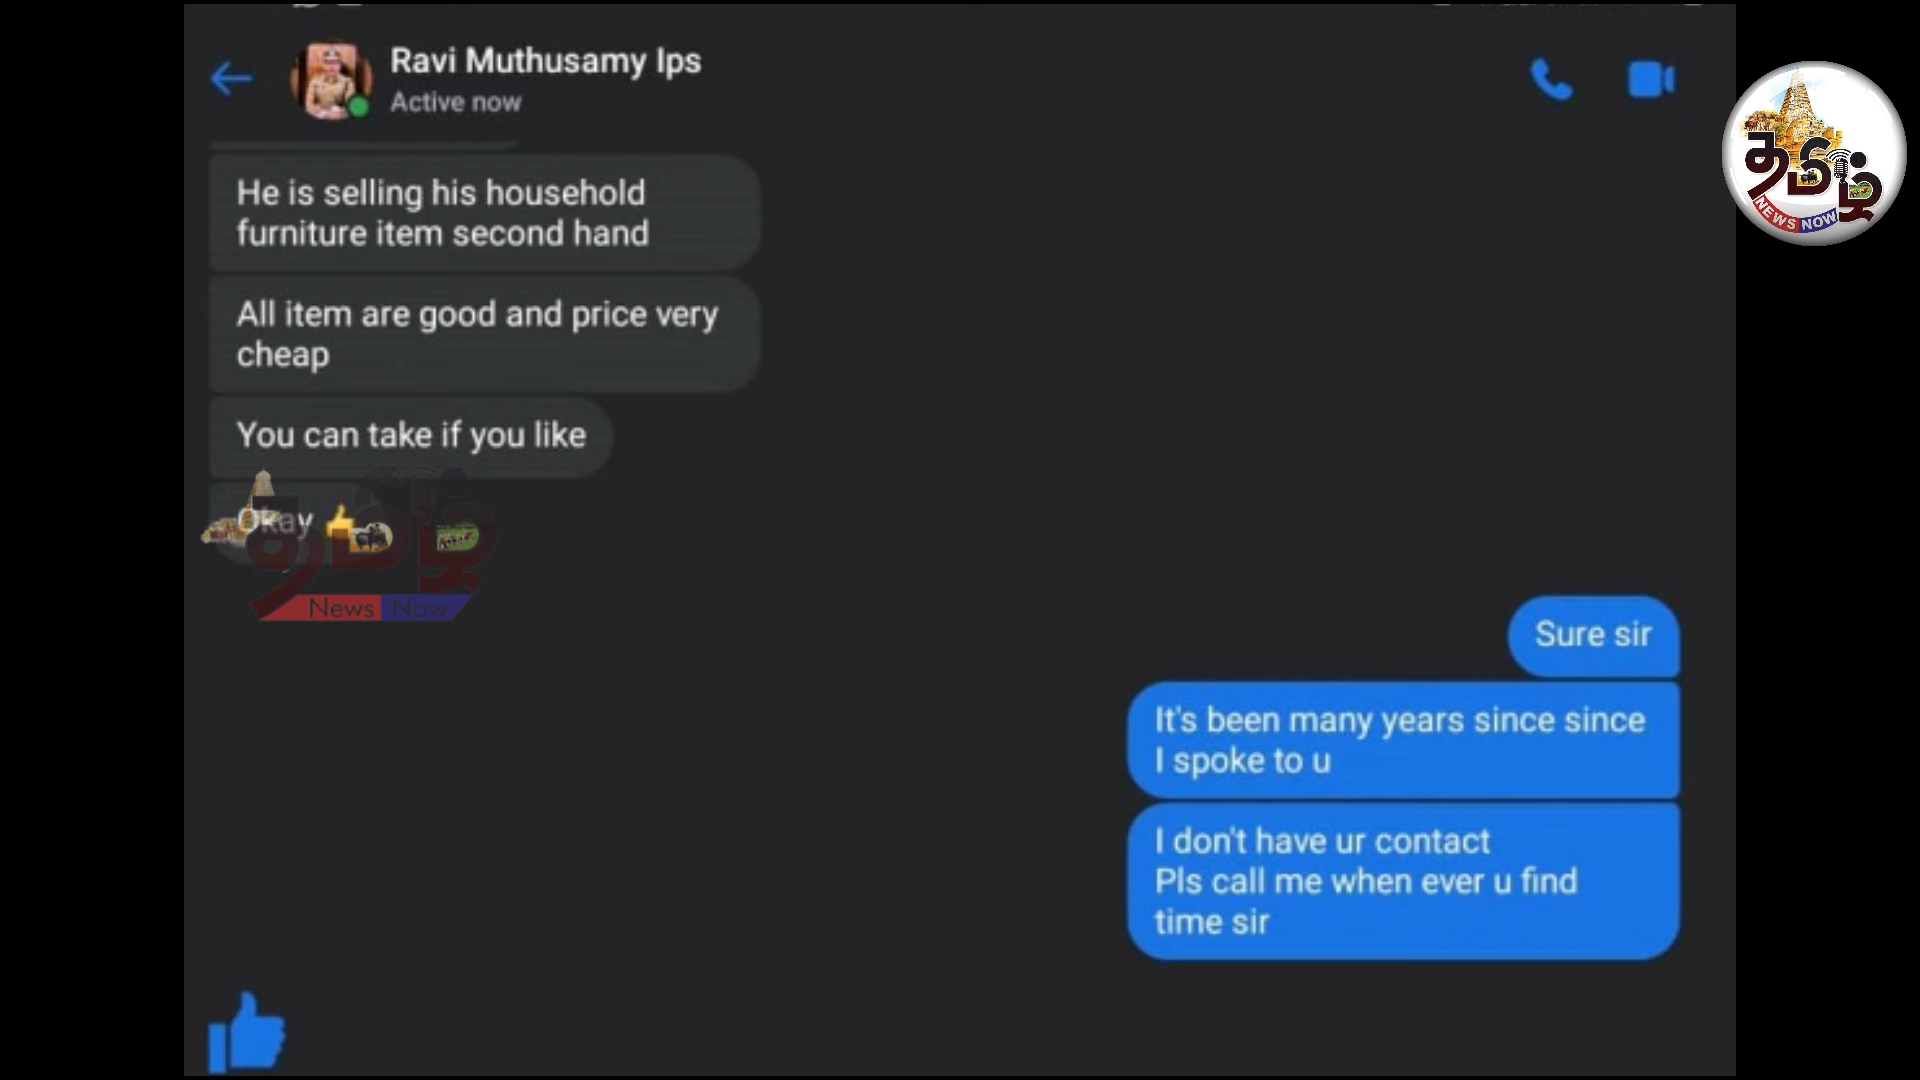 Ravi Muthusamy Ips
Active now
He is selling his household
furniture item second hand
All item are good and price very
cheap
You can take if you like
Okay 👍
தமிழ்
News Now
Sure sir
It's been many years since since
I spoke to u
I don't have ur contact
Pls call me when ever u find
time sir
தமிழ்
NEWS NOW